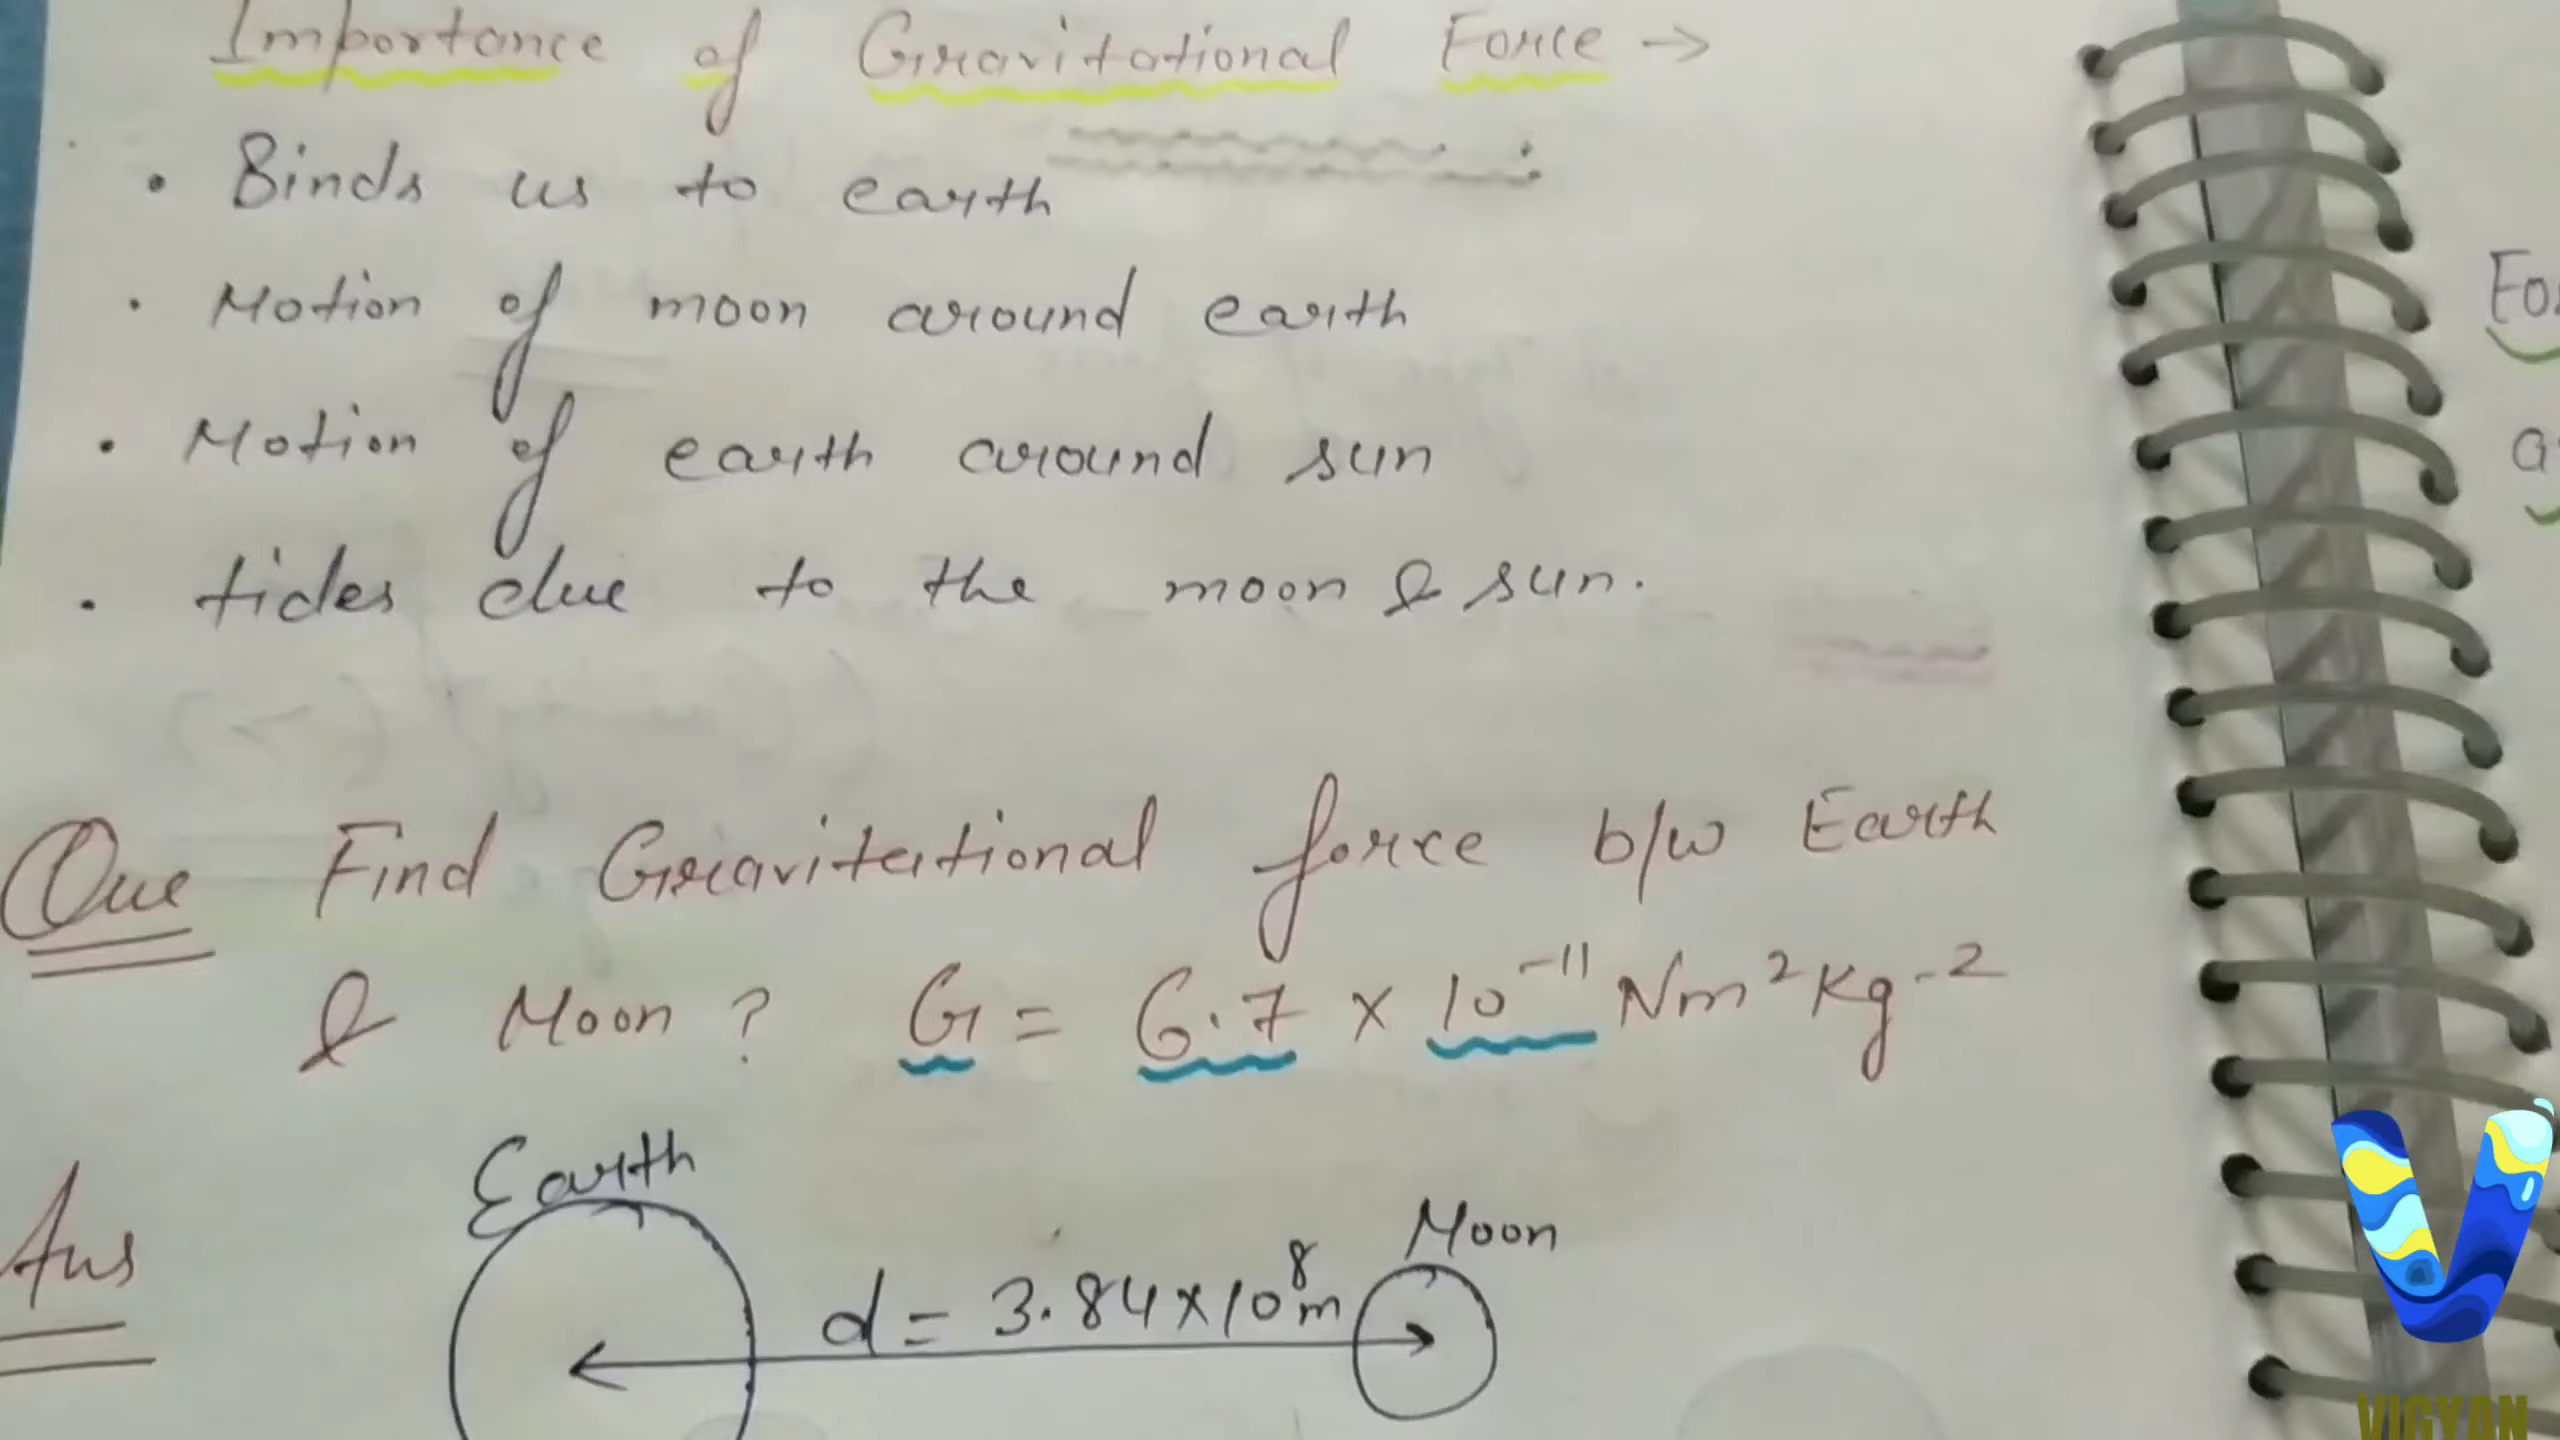 Importance of Gravitational Force →
• Binds us to earth
• Motion of moon around earth
• Motion of earth around sun
• tides due to the moon & sun.
Que Find Gravitational force b/w Earth
& Moon? G = 6.7 × 10⁻¹¹ Nm²Kg⁻²
Ans
Earth
Moon
d = 3.84×10⁸m
VIGYAN